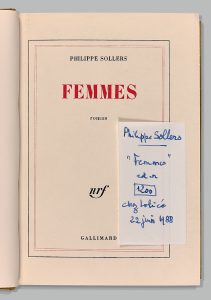 PHILIPPE SOLLERS
FEMMES
roman
nrf
GALLIMARD
Philippe Sollers
"Femmes"
1200
22 juin 1988